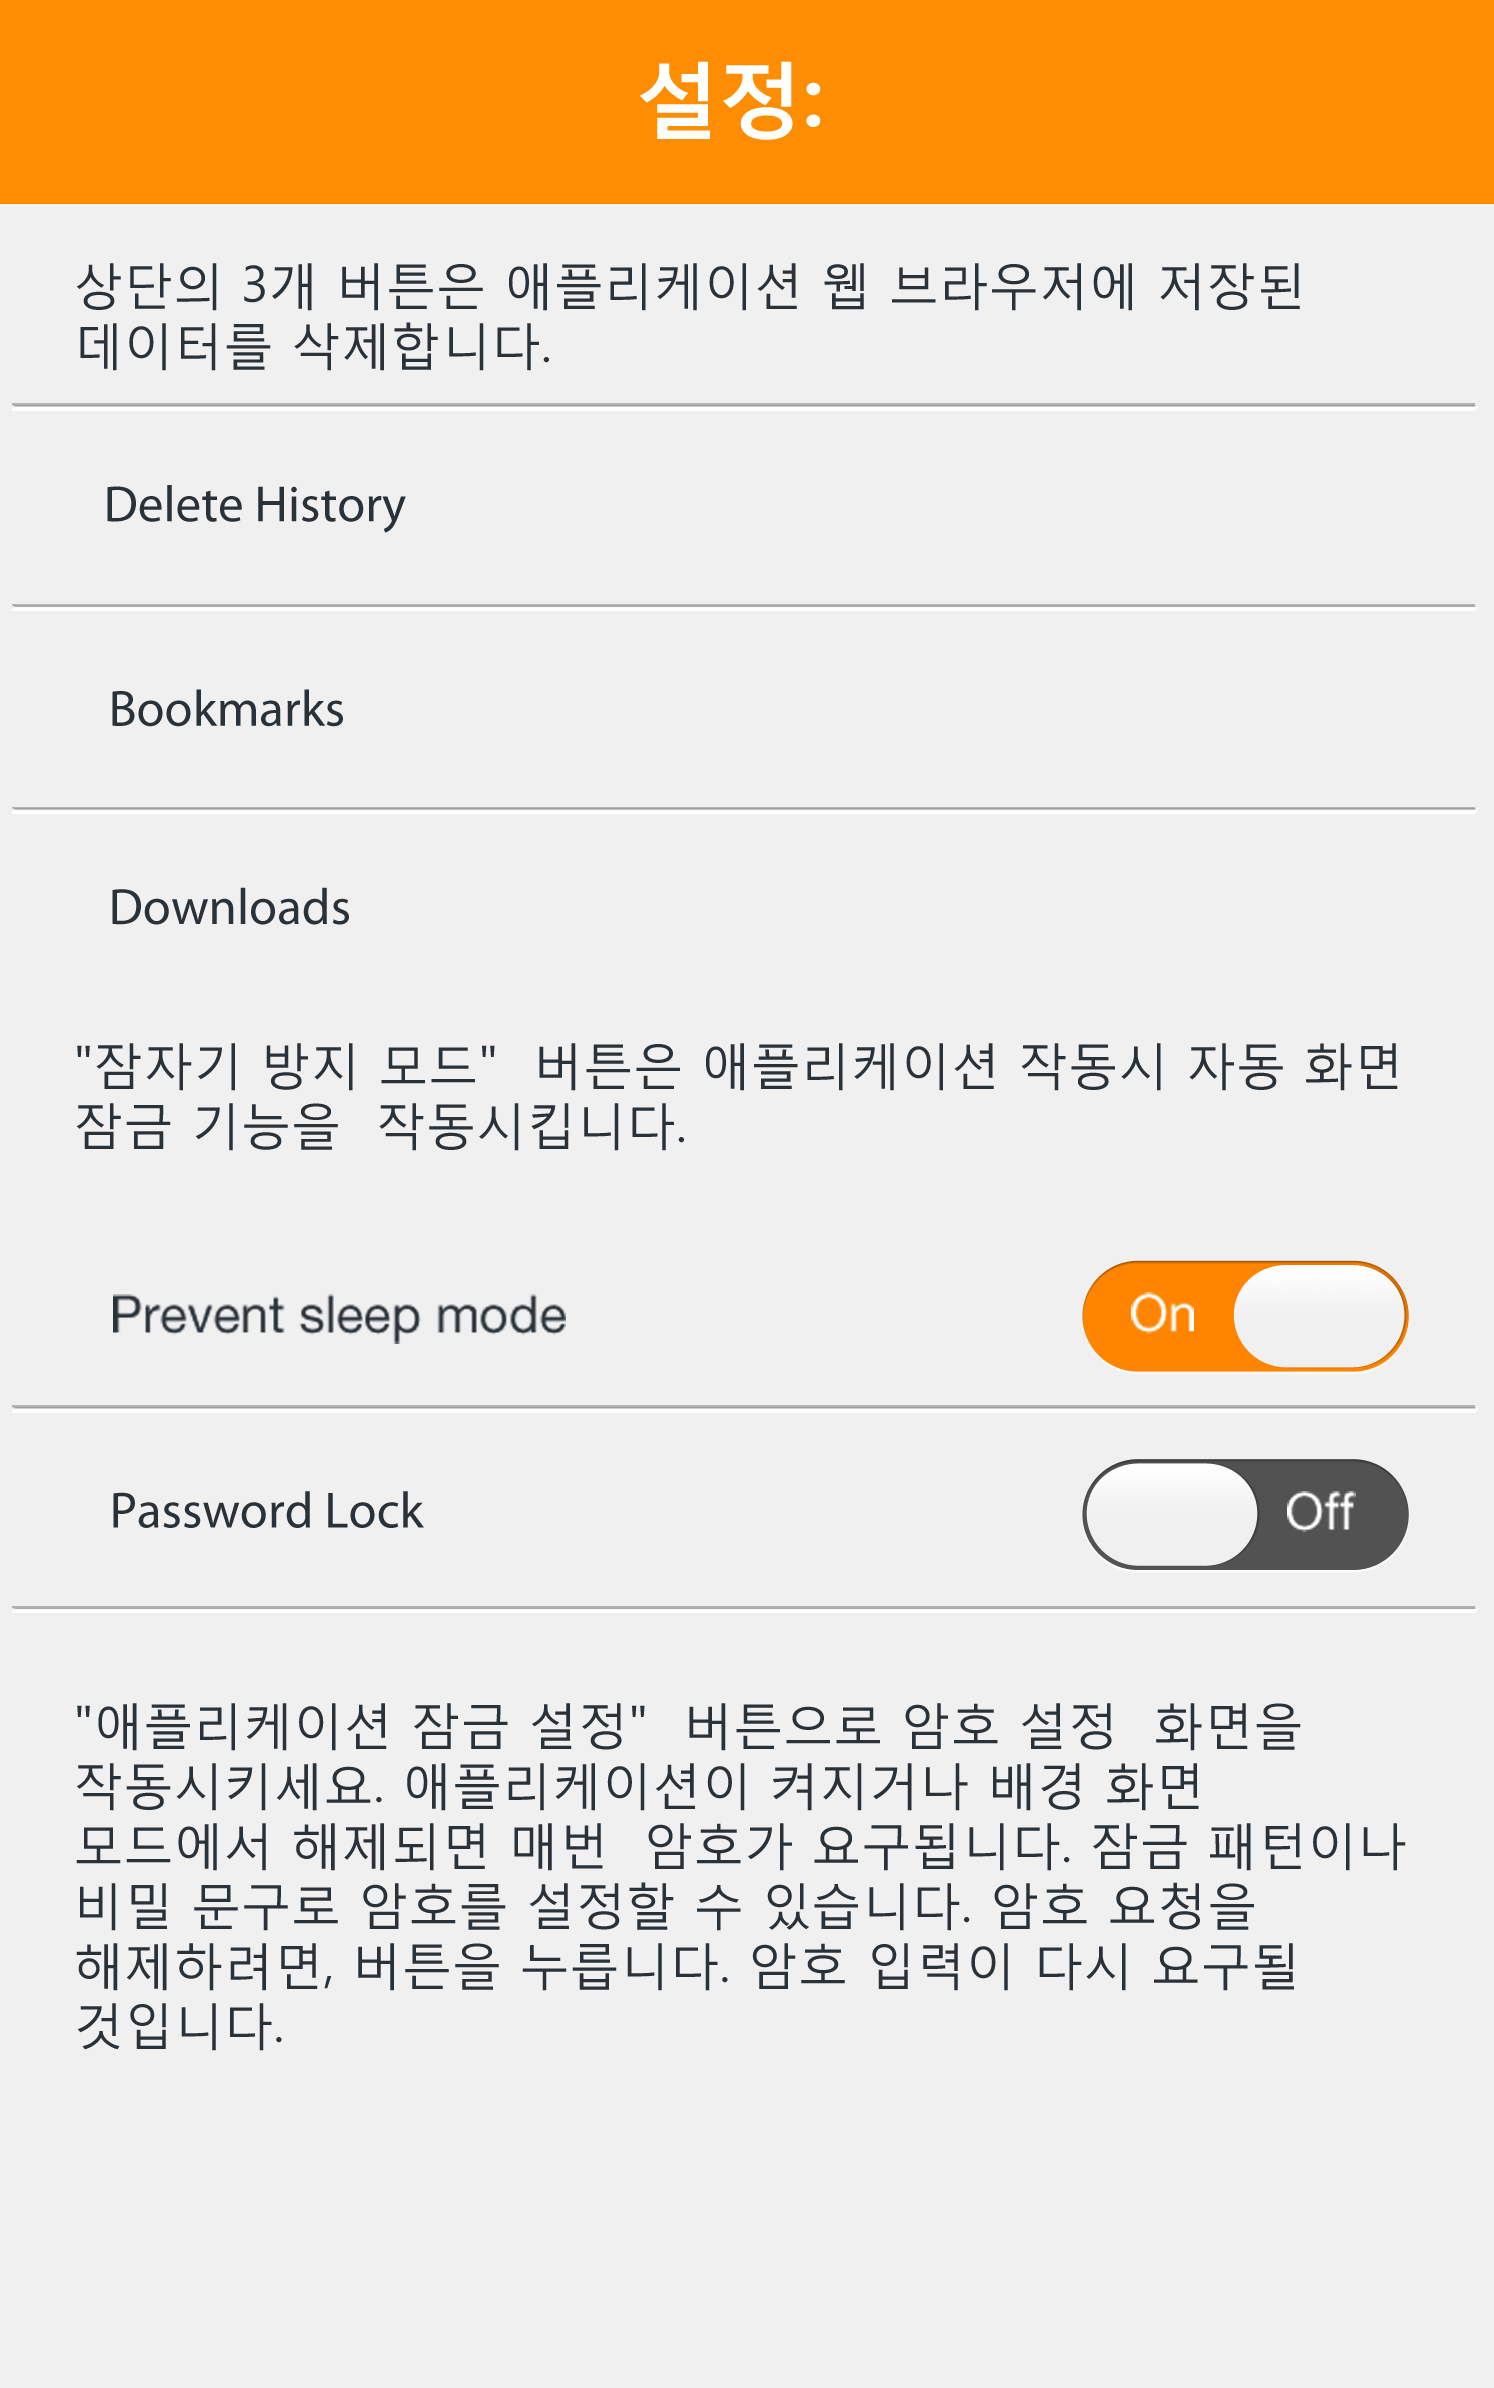 설정:
상단의 3개 버튼은 애플리케이션 웹 브라우저에 저장된
데이터를 삭제합니다.
Delete History
Bookmarks
Downloads
"잠자기 방지 모드"  버튼은 애플리케이션 작동시 자동 화면
잠금 기능을  작동시킵니다.
Prevent sleep mode
On
Password Lock
Off
"애플리케이션 잠금 설정"  버튼으로 암호 설정  화면을
작동시키세요. 애플리케이션이 켜지거나 배경 화면
모드에서 해제되면 매번  암호가 요구됩니다. 잠금 패턴이나
비밀 문구로 암호를 설정할 수 있습니다. 암호 요청을
해제하려면, 버튼을 누릅니다. 암호 입력이 다시 요구될
것입니다.